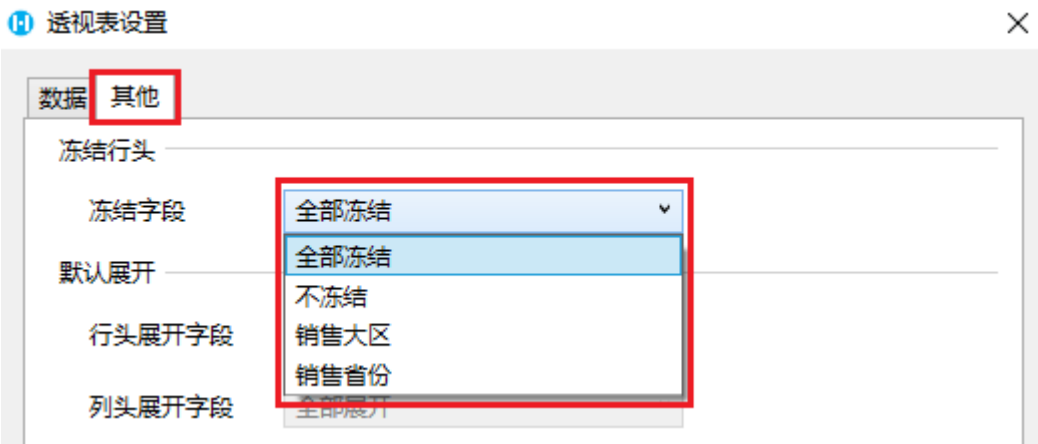 透视表设置
数据 其他
冻结行头
冻结字段 全部冻结
全部冻结
默认展开
不冻结
行头展开字段 销售大区
销售省份
列头展开字段 全部展开